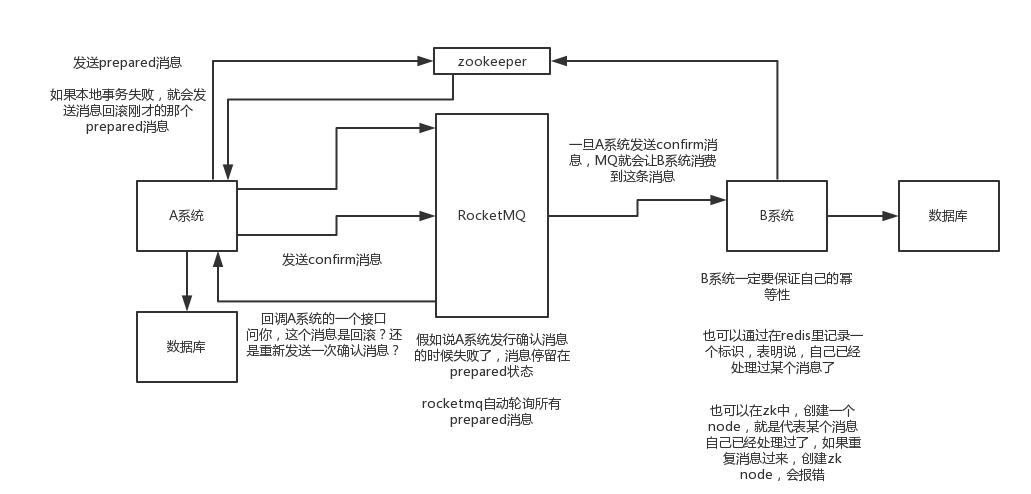 发送prepared消息
如果本地事务失败，就会发
送消息回滚刚才的那个
prepared消息
zookeeper
A系统
RocketMQ
一旦A系统发送confirm消
息，MQ就会让B系统消费
到这条消息
B系统
数据库
发送confirm消息
B系统一定要保证自己的幂
等性
数据库
回调A系统的一个接口
问你，这个消息是回滚？还
是重新发送一次确认消息？
假如说A系统发行确认消息
的时候失败了，消息停留在
prepared状态
rocketmq自动轮询所有
prepared消息
也可以通过在redis里记录一
个标识，表明说，自己已经
处理过某个消息了
也可以在zk中，创建一个
node，就是代表某个消息
自己已经处理过了，如果重
复消息过来，创建zk
node，会报错